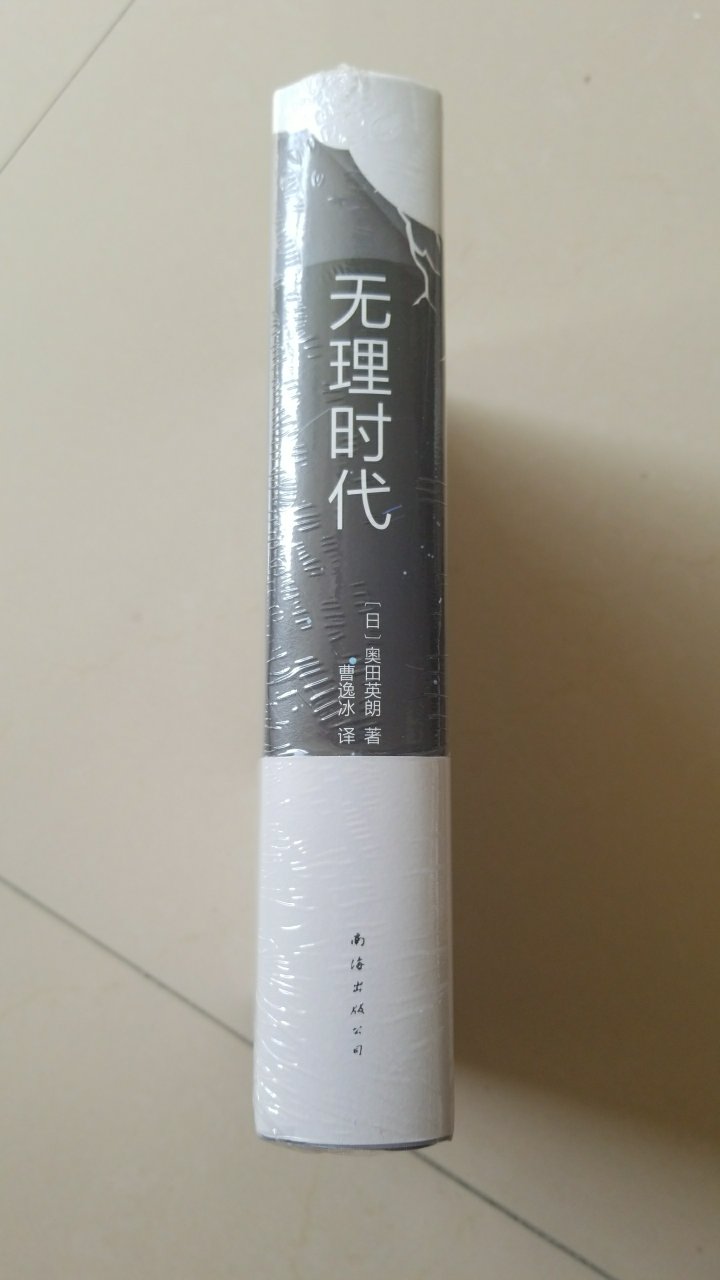 无理时代
[日]奥田英朗 著
曹逸冰 译
南海出版公司